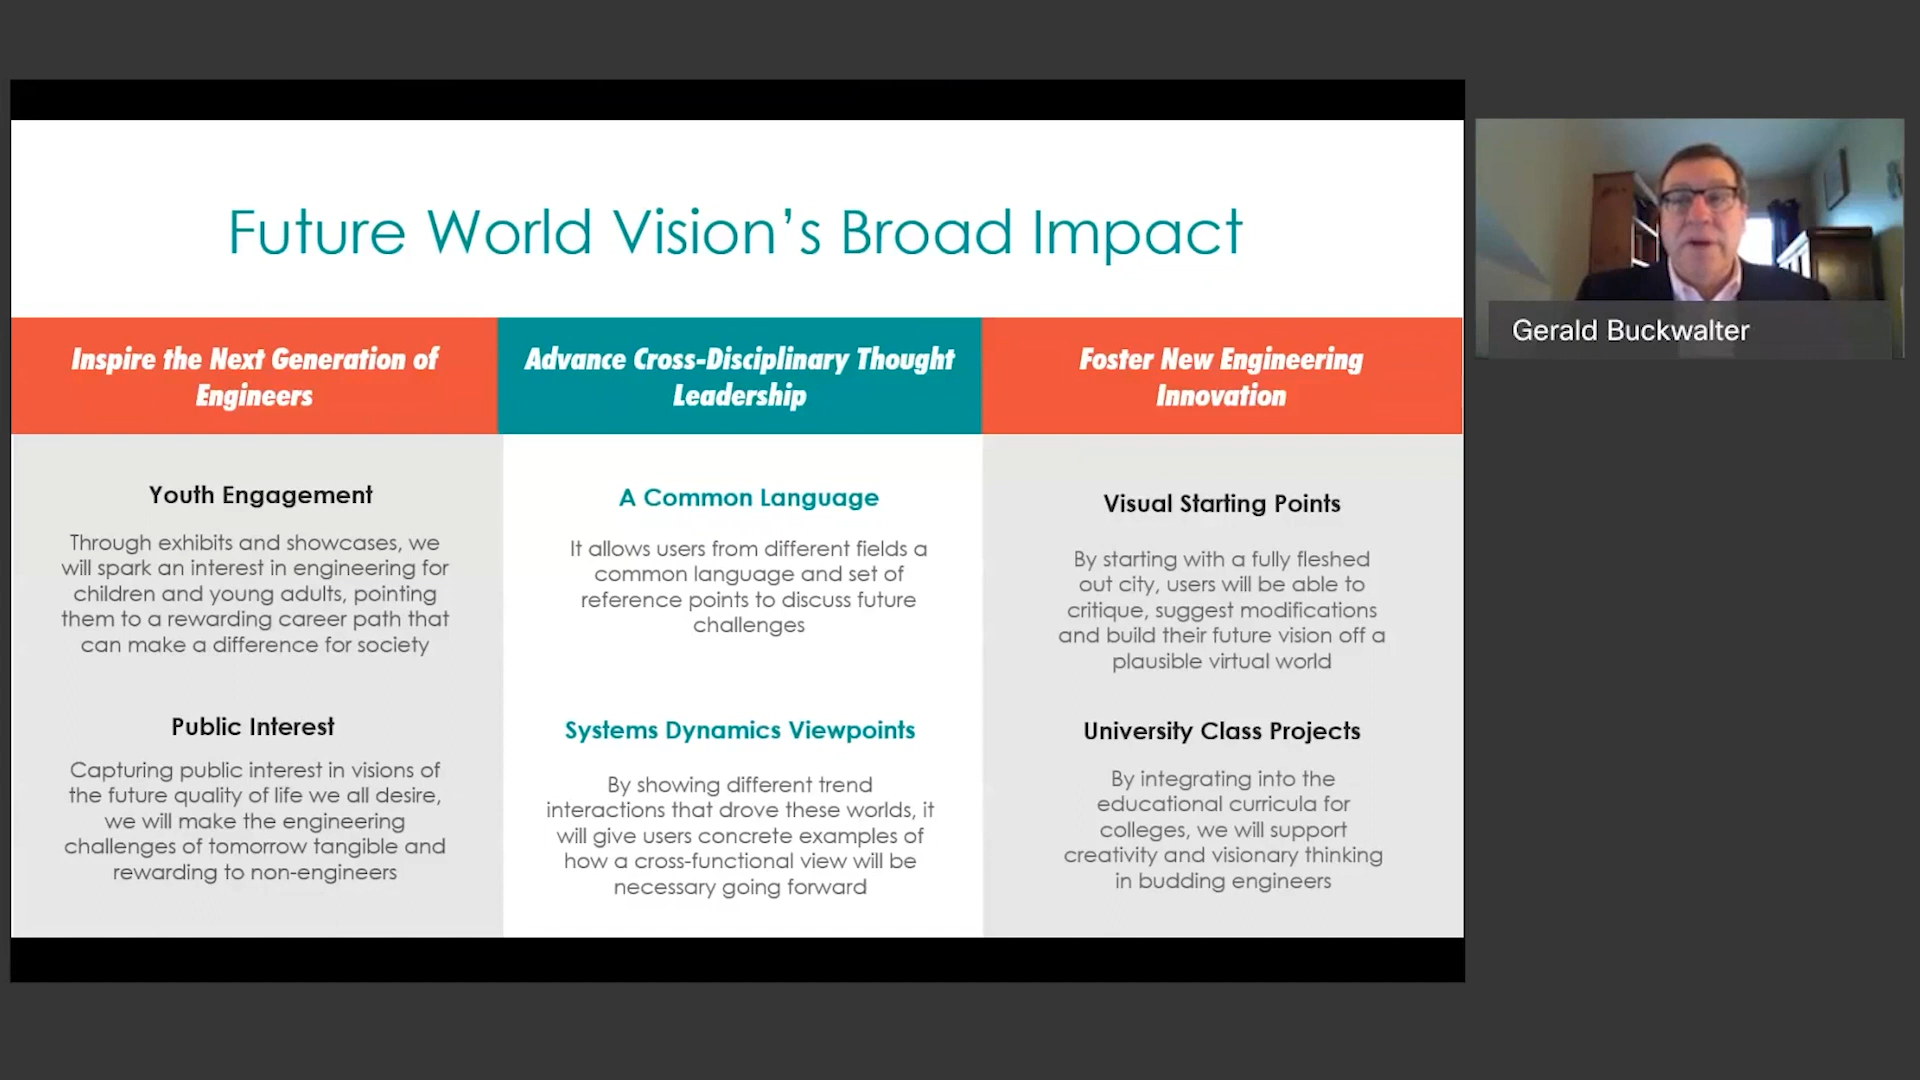 Future World Vision’s Broad Impact
Inspire the Next Generation of
Engineers
Youth Engagement
Through exhibits and showcases, we
will spark an interest in engineering for
children and young adults, pointing
them to a rewarding career path that
can make a difference for society
Public Interest
Capturing public interest in visions of
the future quality of life we all desire,
we will make the engineering
challenges of tomorrow tangible and
rewarding to non-engineers
Advance Cross-Disciplinary Thought
Leadership
A Common Language
It allows users from different fields a
common language and set of
reference points to discuss future
challenges
Systems Dynamics Viewpoints
By showing different trend
interactions that drove these worlds, it
will give users concrete examples of
how a cross-functional view will be
necessary going forward
Foster New Engineering
Innovation
Visual Starting Points
By starting with a fully fleshed
out city, users will be able to
critique, suggest modifications
and build their future vision off a
plausible virtual world
University Class Projects
By integrating into the
educational curricula for
colleges, we will support
creativity and visionary thinking
in budding engineers
Gerald Buckwalter